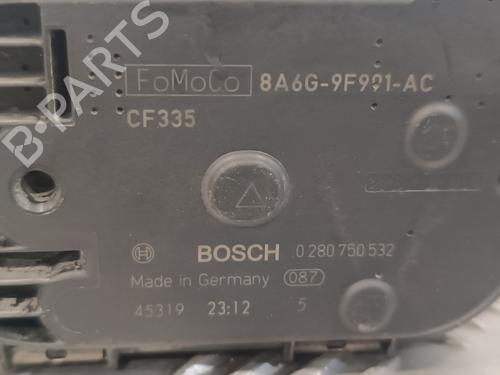 B-PARTS
FoMoCo 8A6G-9F991-AC
CF335
BOSCH 0 280 750 532
Made in Germany 087
45319 23:12 5